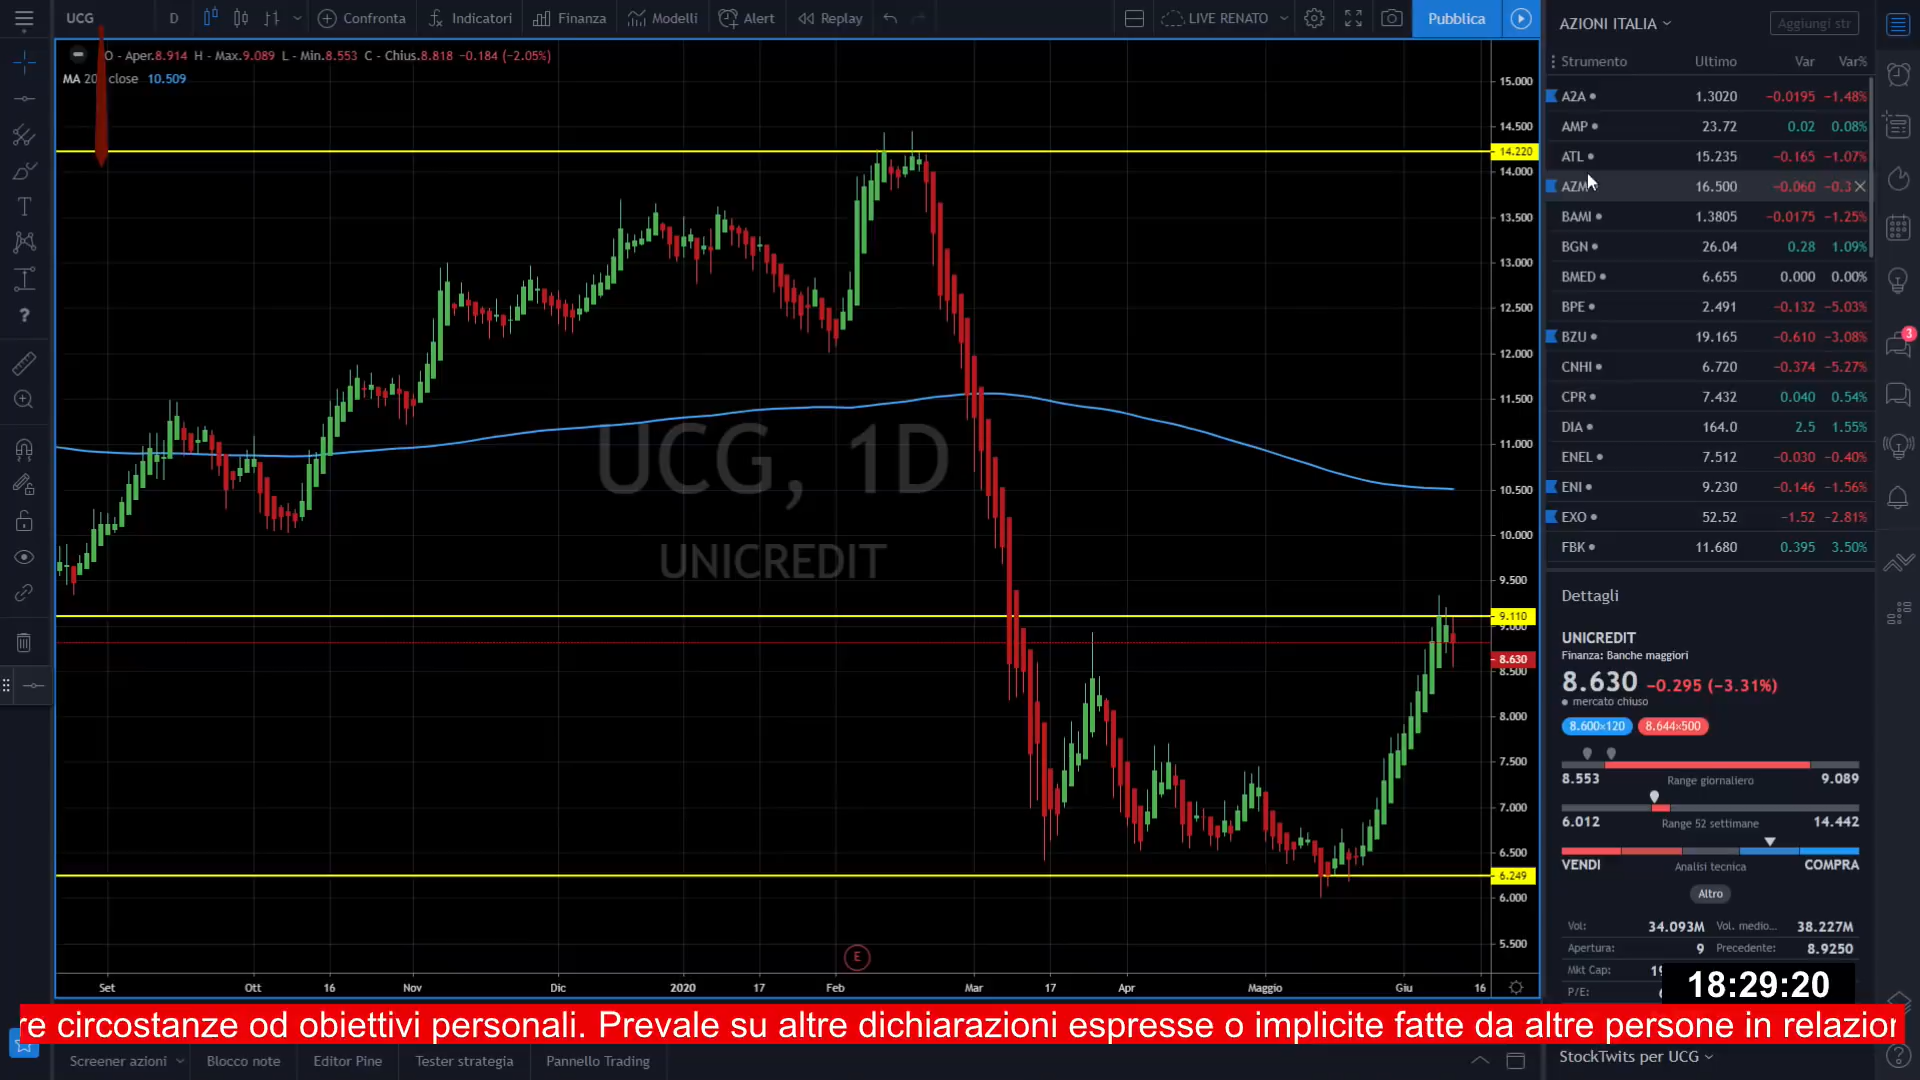 UCG D Confronta Indicatori Finanza Modelli Alert Replay LIVE RENATO Pubblica
O - Aper.8.914 H - Max.9.089 L - Min.8.553 C - Chius.8.818 -0.184 (-2.05%)
MA 20 close 10.509
15.000
14.500
14.220
14.000
13.500
13.000
12.500
12.000
11.500
11.000
10.500
10.000
9.500
9.110
9.000
8.630
8.500
8.000
7.500
7.000
6.500
6.249
6.000
5.500
UCG, 1D
UNICREDIT
E
Set Ott 16 Nov Dic 2020 17 Feb Mar 17 Apr Maggio Giu 16
AZIONI ITALIA Aggiungi str
Strumento Ultimo Var Var%
A2A 1.3020 −0.0195 −1.48%
AMP 23.72 0.02 0.08%
ATL 15.235 −0.165 −1.07%
AZM 16.500 −0.060 −0.3
BAMI 1.3805 −0.0175 −1.25%
BGN 26.04 0.28 1.09%
BMED 6.655 0.000 0.00%
BPE 2.491 −0.132 −5.03%
BZU 19.165 −0.610 −3.08%
CNHI 6.720 −0.374 −5.27%
CPR 7.432 0.040 0.54%
DIA 164.0 2.5 1.55%
ENEL 7.512 −0.030 −0.40%
ENI 9.230 −0.146 −1.56%
EXO 52.52 −1.52 −2.81%
FBK 11.680 0.395 3.50%
3
Dettagli
UNICREDIT
Finanza: Banche maggiori
8.630 −0.295 (−3.31%)
mercato chiuso
8.600×120 8.644×500
8.553 Range giornaliero 9.089
6.012 Range 52 settimane 14.442
VENDI Analisi tecnica COMPRA
Altro
Vol: 34.093M Vol. medio... 38.227M
Apertura: 9 Precedente: 8.9250
Mkt Cap: 19
P/E:
18:29:20
re circostanze od obiettivi personali. Prevale su altre dichiarazioni espresse o implicite fatte da altre persone in relazion
Screener azioni Blocco note Editor Pine Tester strategia Pannello Trading
StockTwits per UCG